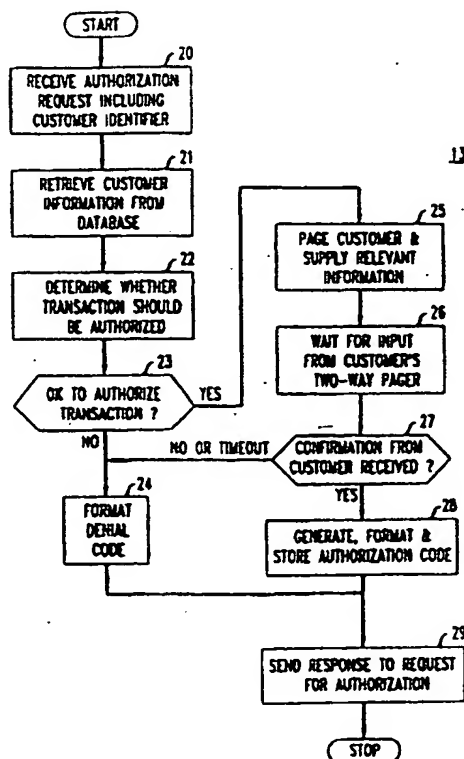 START
20
RECEIVE AUTHORIZATION
REQUEST INCLUDING
CUSTOMER IDENTIFIER
21
RETRIEVE CUSTOMER
INFORMATION FROM
DATABASE
22
DETERMINE WHETHER
TRANSACTION SHOULD
BE AUTHORIZED
23
OK TO AUTHORIZE
TRANSACTION ?
YES
NO
24
FORMAT
DENIAL
CODE
13
25
PAGE CUSTOMER &
SUPPLY RELEVANT
INFORMATION
26
WAIT FOR INPUT
FROM CUSTOMER'S
TWO-WAY PAGER
27
NO OR TIMEOUT
CONFIRMATION FROM
CUSTOMER RECEIVED ?
YES
28
GENERATE, FORMAT &
STORE AUTHORIZATION CODE
29
SEND RESPONSE TO REQUEST
FOR AUTHORIZATION
STOP